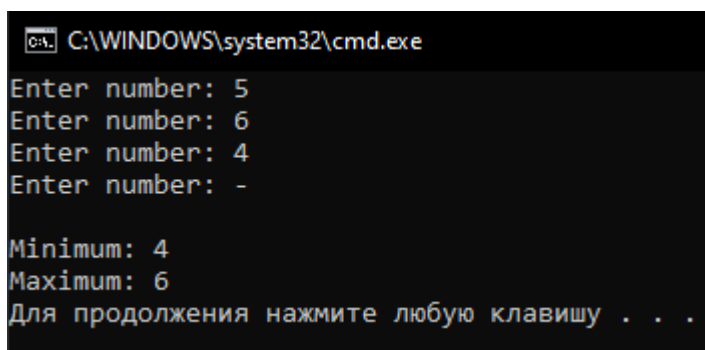 C:\WINDOWS\system32\cmd.exe
Enter number: 5
Enter number: 6
Enter number: 4
Enter number: -
Minimum: 4
Maximum: 6
Для продолжения нажмите любую клавишу . . .